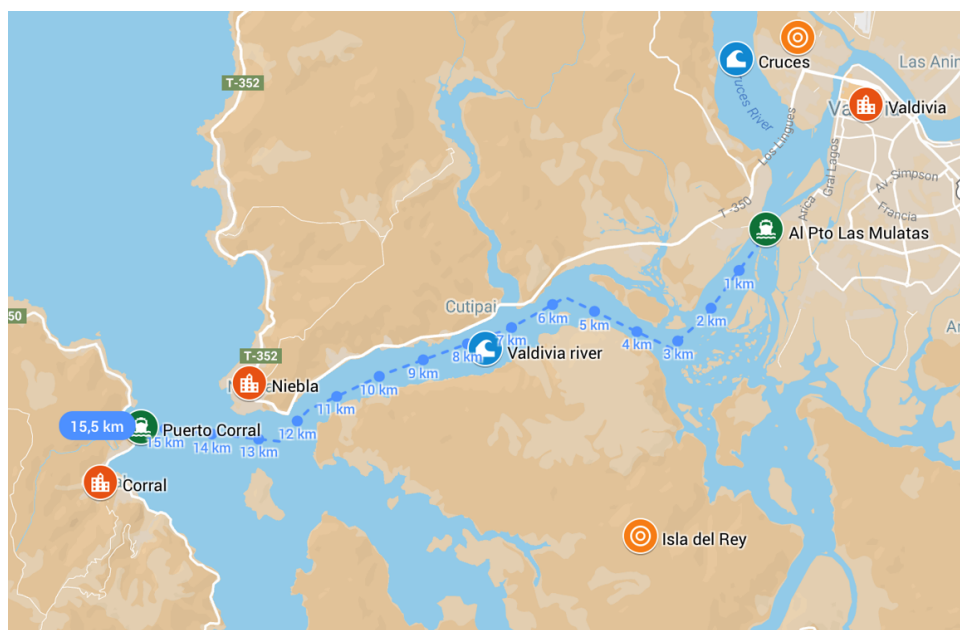 T-352
Cruces
Cruces River
Las Anim
Valdivia
Los Lingues
Gral Lagos
Av. Simpson
T-350
Arica
Francia
Al Pto Las Mulatas
1 km
2 km
3 km
4 km
5 km
6 km
7 km
8 km
9 km
10 km
11 km
12 km
13 km
14 km
15 km
Cutipai
Valdivia river
50
T-352
Niebla
15,5 km
Puerto Corral
Corral
Isla del Rey